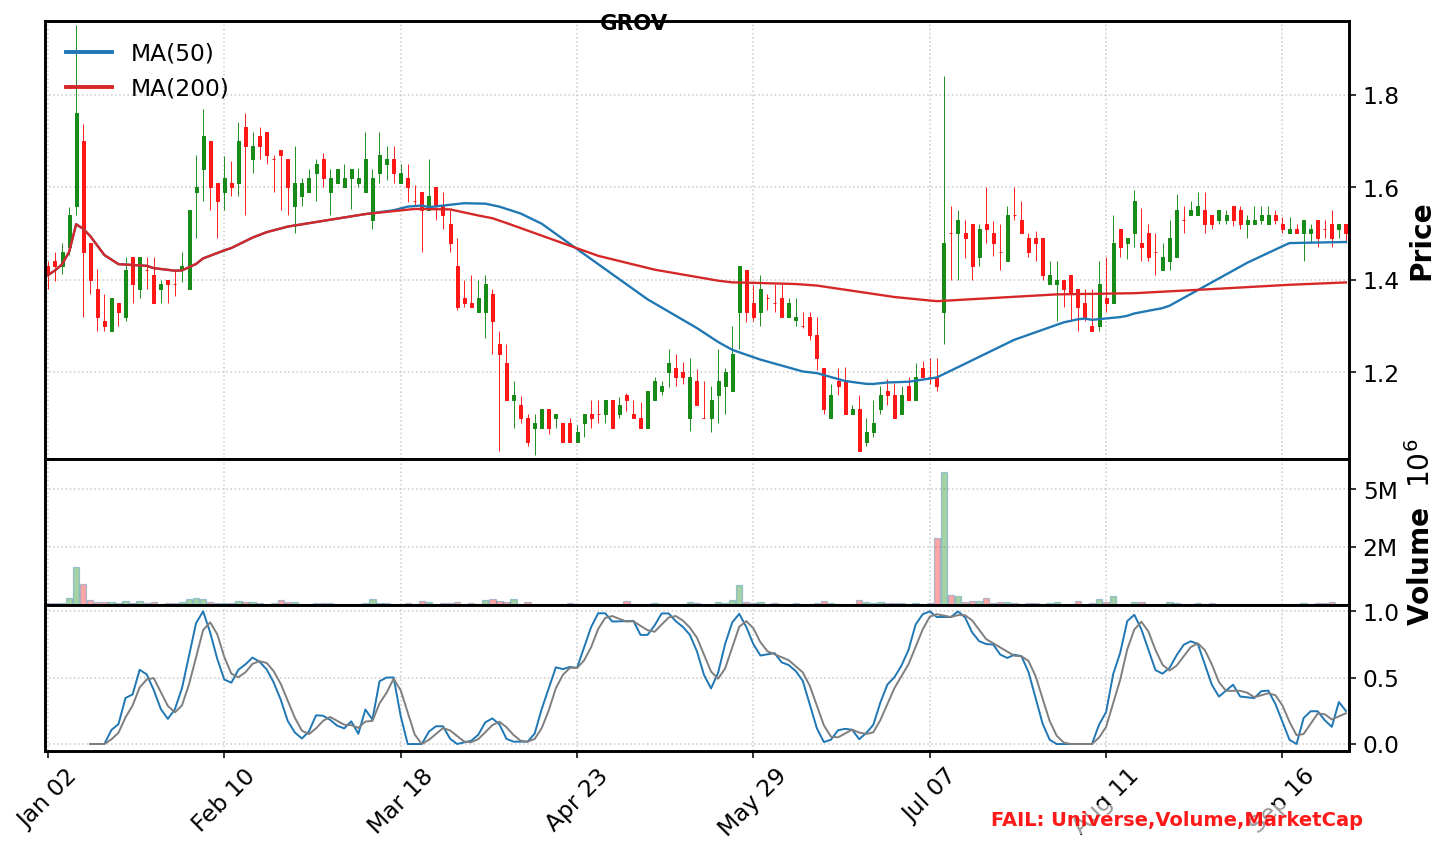 GROV
MA(50)
MA(200)
1.8
1.6
1.4
1.2
Price
5M
2M
Volume 10^6
1.0
0.5
0.0
Jan 02
Feb 10
Mar 18
Apr 23
May 29
Jul 07
Aug 11
Sep 16
FAIL: Universe,Volume,MarketCap